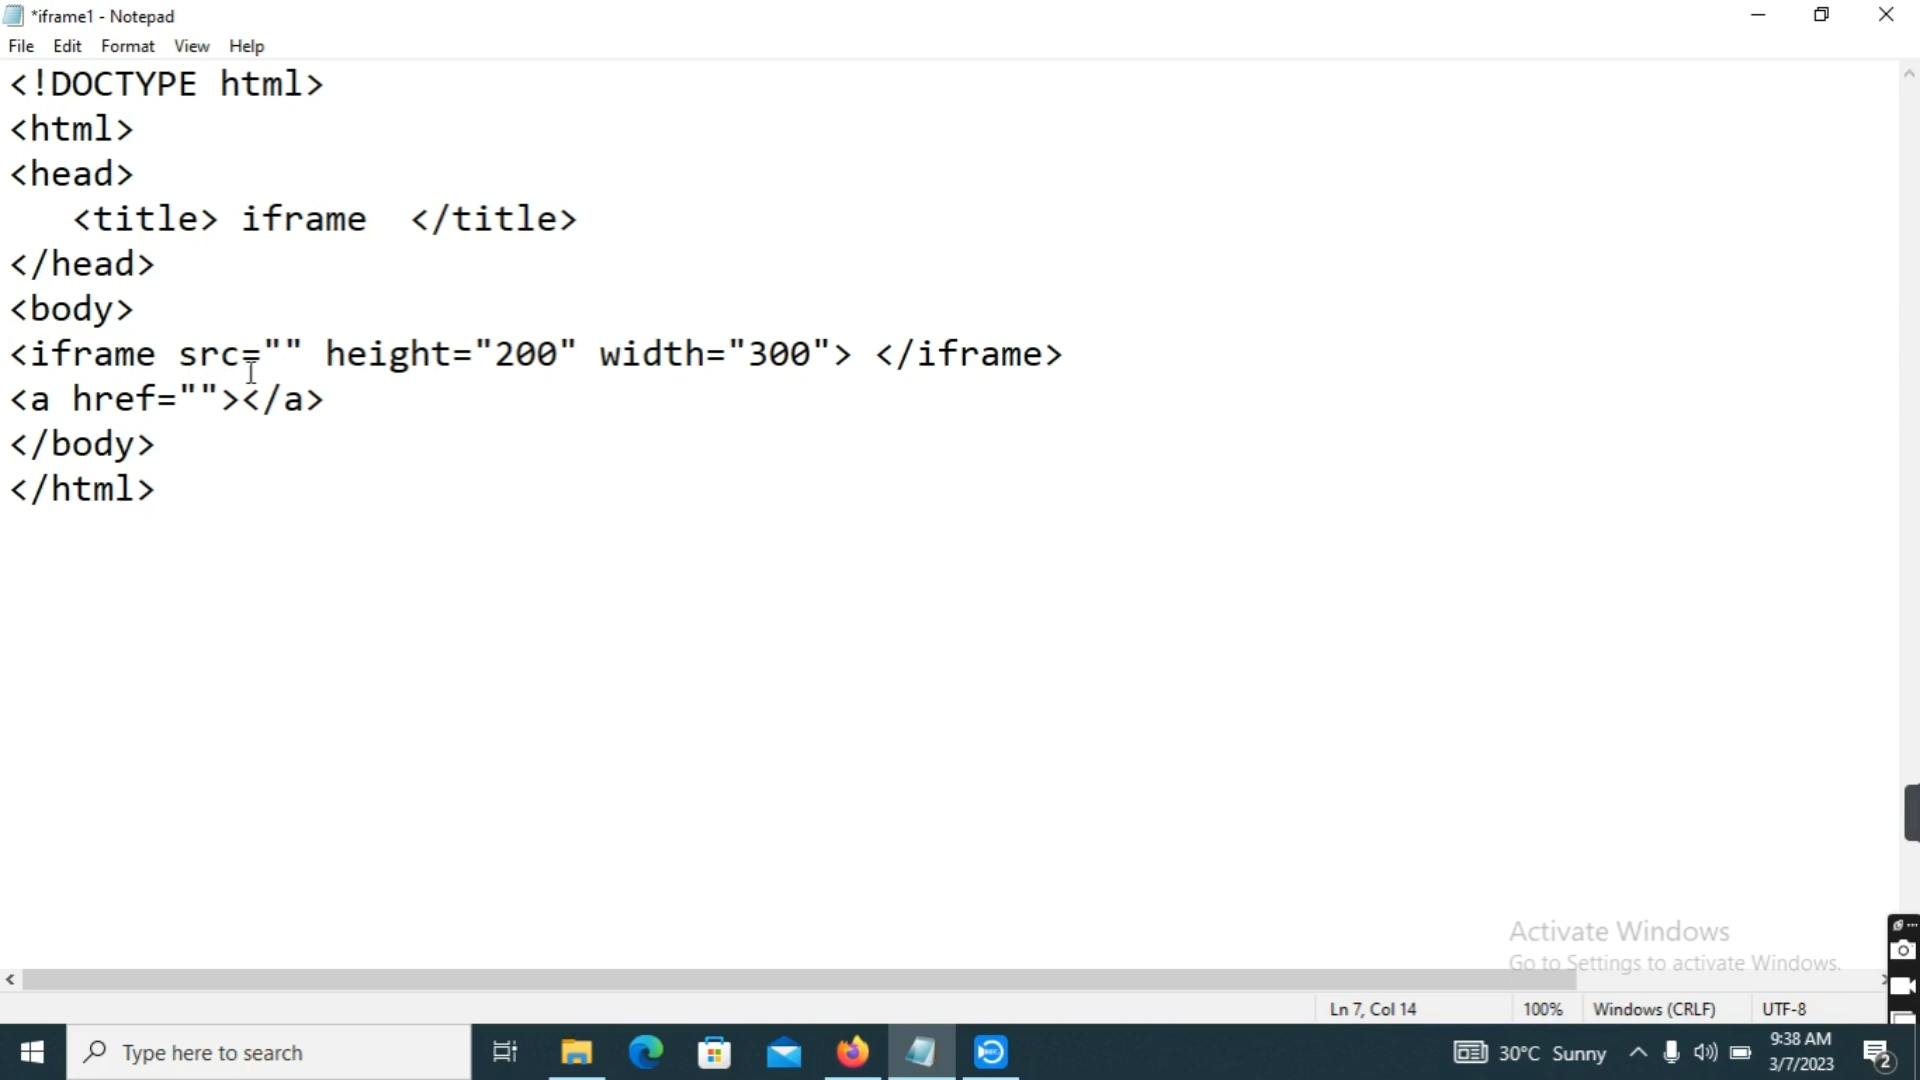 *iframe1 - Notepad
File Edit Format View Help
<!DOCTYPE html>
<html>
<head>
   <title> iframe  </title>
</head>
<body>
<iframe src="" height="200" width="300"> </iframe>
<a href=""></a>
</body>
</html>
Activate Windows
Go to Settings to activate Windows.
Ln 7, Col 14 100% Windows (CRLF) UTF-8
Type here to search
REC
30°C Sunny
9:38 AM
3/7/2023
2